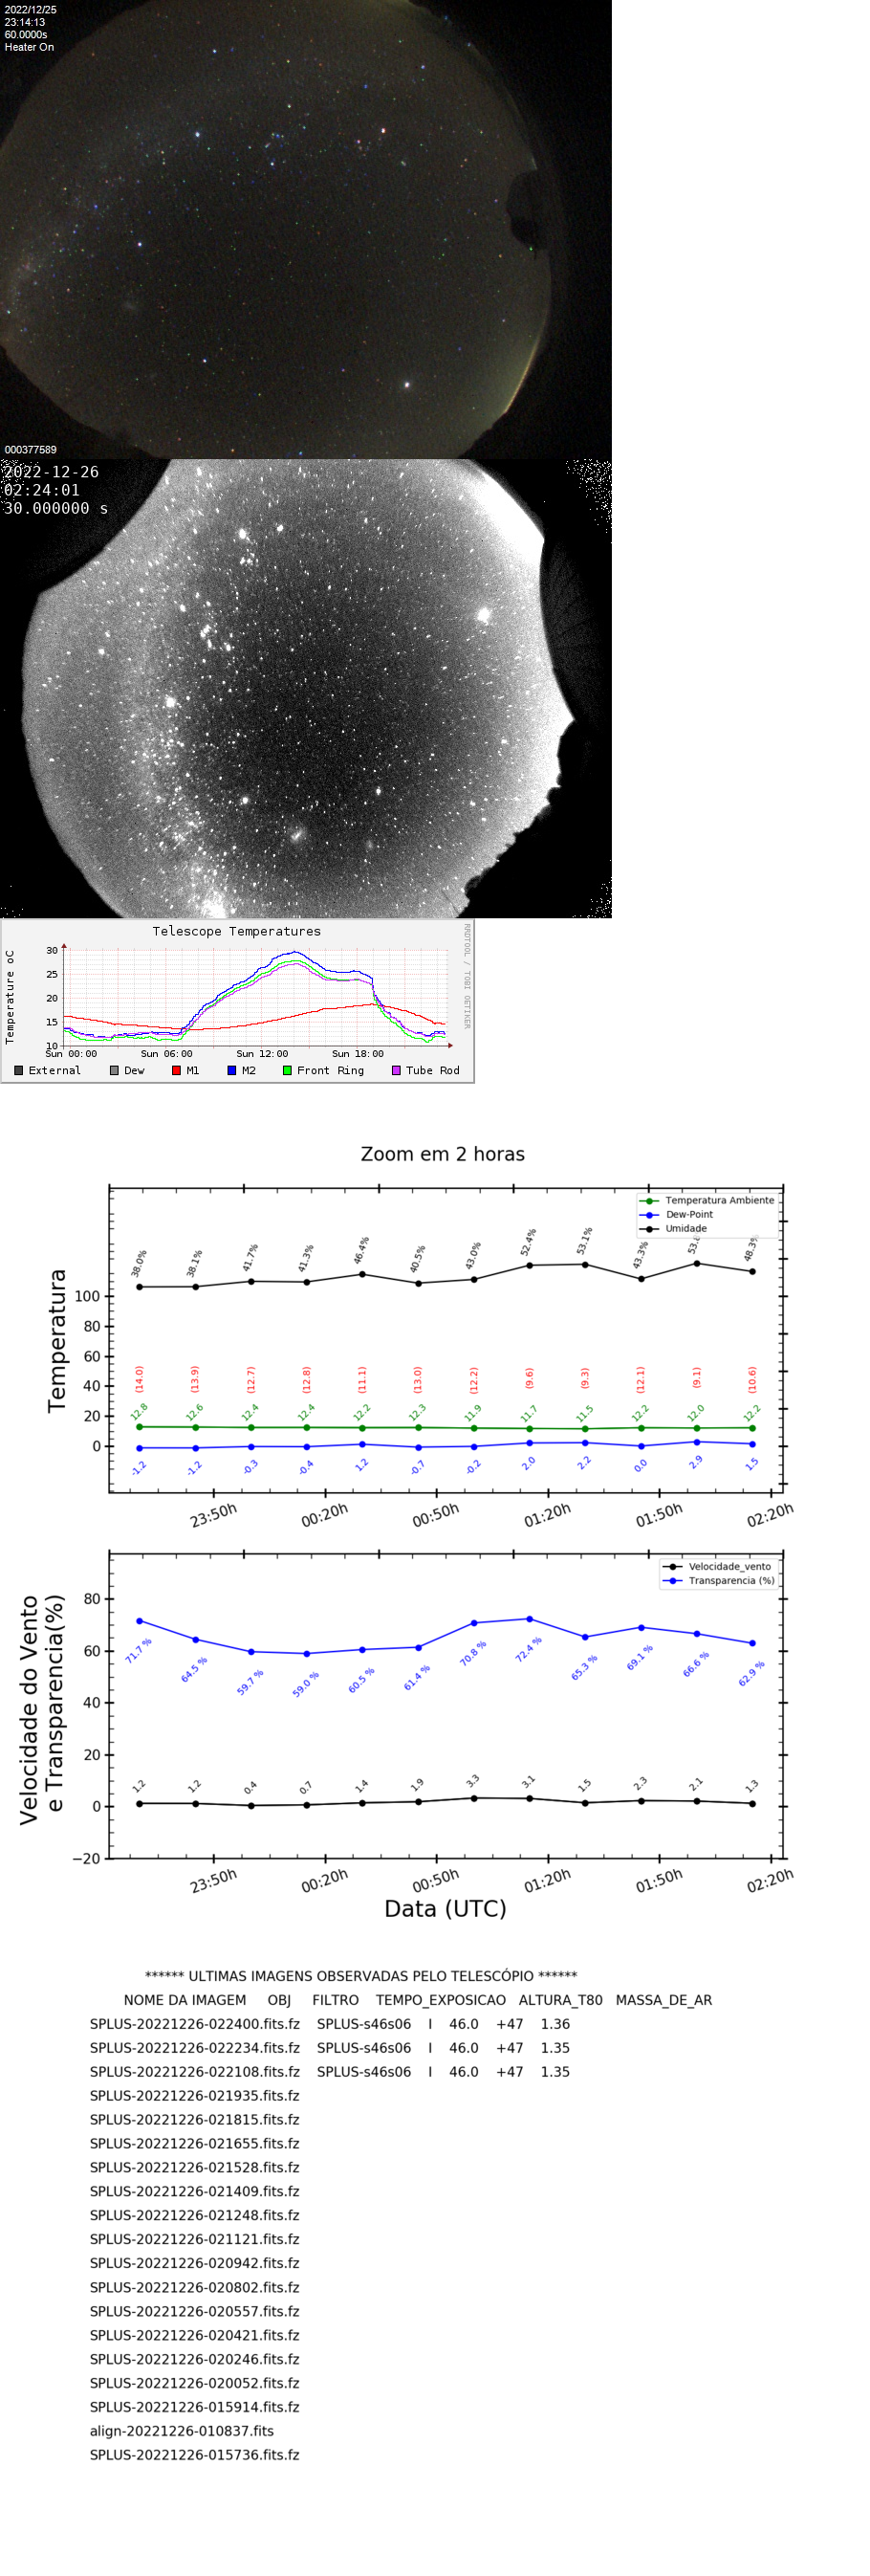 2022/12/25
23:14:13
60.0000s
Heater On
000377589
2022-12-26
02:24:01
30.000000 s
Telescope Temperatures
RRDTOOL / TOBI OETIKER
Temperature oC
30
25
20
15
10
Sun 00:00 Sun 06:00 Sun 12:00 Sun 18:00
External Dew M1 M2 Front Ring Tube Rod
Zoom em 2 horas
Temperatura Ambiente
Dew-Point
Umidade
Temperatura
100
80
60
40
20
0
38.0% 38.1% 41.7% 41.3% 46.4% 40.5% 43.0% 52.4% 53.1% 43.3% 48.3%
(14.0) (13.9) (12.7) (12.8) (11.1) (13.0) (12.2) (9.6) (9.3) (12.1) (9.1) (10.6)
12.8 12.6 12.4 12.4 12.2 12.3 11.9 11.7 11.5 12.2 12.0 12.2
-1.2 -1.2 -0.3 -0.4 1.2 -0.7 -0.2 2.0 2.2 0.0 2.9 1.5
23:50h 00:20h 00:50h 01:20h 01:50h 02:20h
Velocidade_vento
Transparencia (%)
Velocidade do Vento
e Transparencia(%)
80
60
40
20
0
−20
71.7 % 64.5 % 59.7 % 59.0 % 60.5 % 61.4 % 70.8 % 72.4 % 65.3 % 69.1 % 66.6 % 62.9 %
1.2 1.2 0.4 0.7 1.4 1.9 3.3 3.1 1.5 2.3 2.1 1.3
23:50h 00:20h 00:50h 01:20h 01:50h 02:20h
Data (UTC)
****** ULTIMAS IMAGENS OBSERVADAS PELO TELESCÓPIO ******
NOME DA IMAGEM OBJ FILTRO TEMPO_EXPOSICAO ALTURA_T80 MASSA_DE_AR
SPLUS-20221226-022400.fits.fz SPLUS-s46s06 I 46.0 +47 1.36
SPLUS-20221226-022234.fits.fz SPLUS-s46s06 I 46.0 +47 1.35
SPLUS-20221226-022108.fits.fz SPLUS-s46s06 I 46.0 +47 1.35
SPLUS-20221226-021935.fits.fz
SPLUS-20221226-021815.fits.fz
SPLUS-20221226-021655.fits.fz
SPLUS-20221226-021528.fits.fz
SPLUS-20221226-021409.fits.fz
SPLUS-20221226-021248.fits.fz
SPLUS-20221226-021121.fits.fz
SPLUS-20221226-020942.fits.fz
SPLUS-20221226-020802.fits.fz
SPLUS-20221226-020557.fits.fz
SPLUS-20221226-020421.fits.fz
SPLUS-20221226-020246.fits.fz
SPLUS-20221226-020052.fits.fz
SPLUS-20221226-015914.fits.fz
align-20221226-010837.fits
SPLUS-20221226-015736.fits.fz